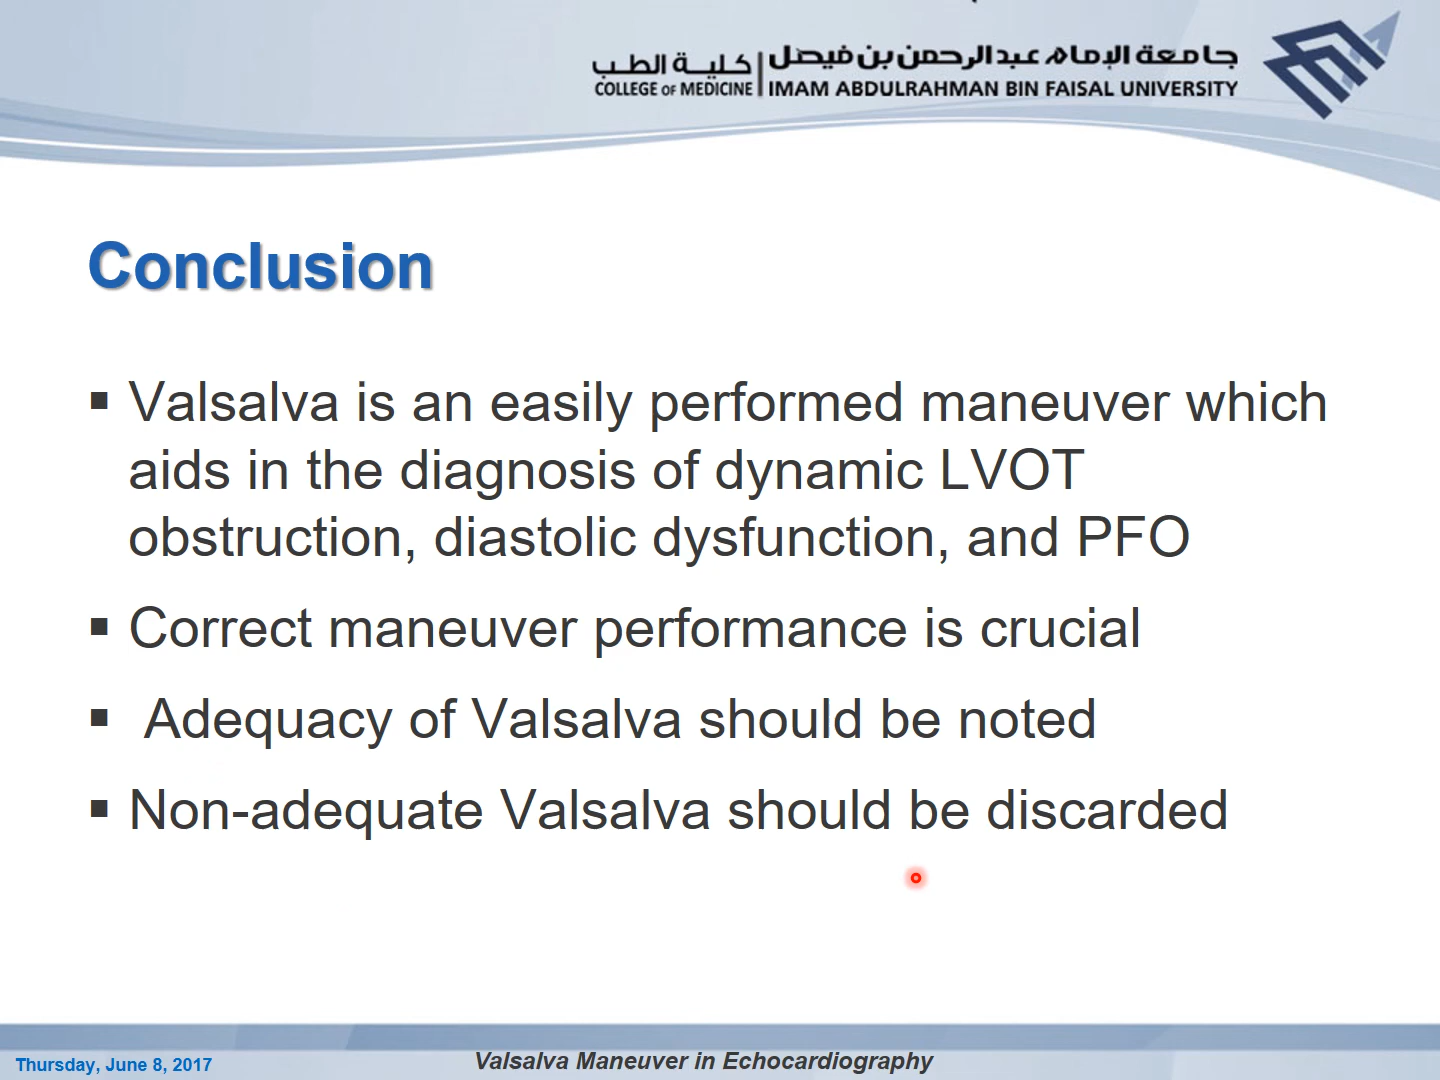 كلية الطب | جامعة الإمام عبدالرحمن بن فيصل
COLLEGE OF MEDICINE | IMAM ABDULRAHMAN BIN FAISAL UNIVERSITY
Conclusion
▪ Valsalva is an easily performed maneuver which
aids in the diagnosis of dynamic LVOT
obstruction, diastolic dysfunction, and PFO
▪ Correct maneuver performance is crucial
▪ Adequacy of Valsalva should be noted
▪ Non-adequate Valsalva should be discarded
Thursday, June 8, 2017
Valsalva Maneuver in Echocardiography